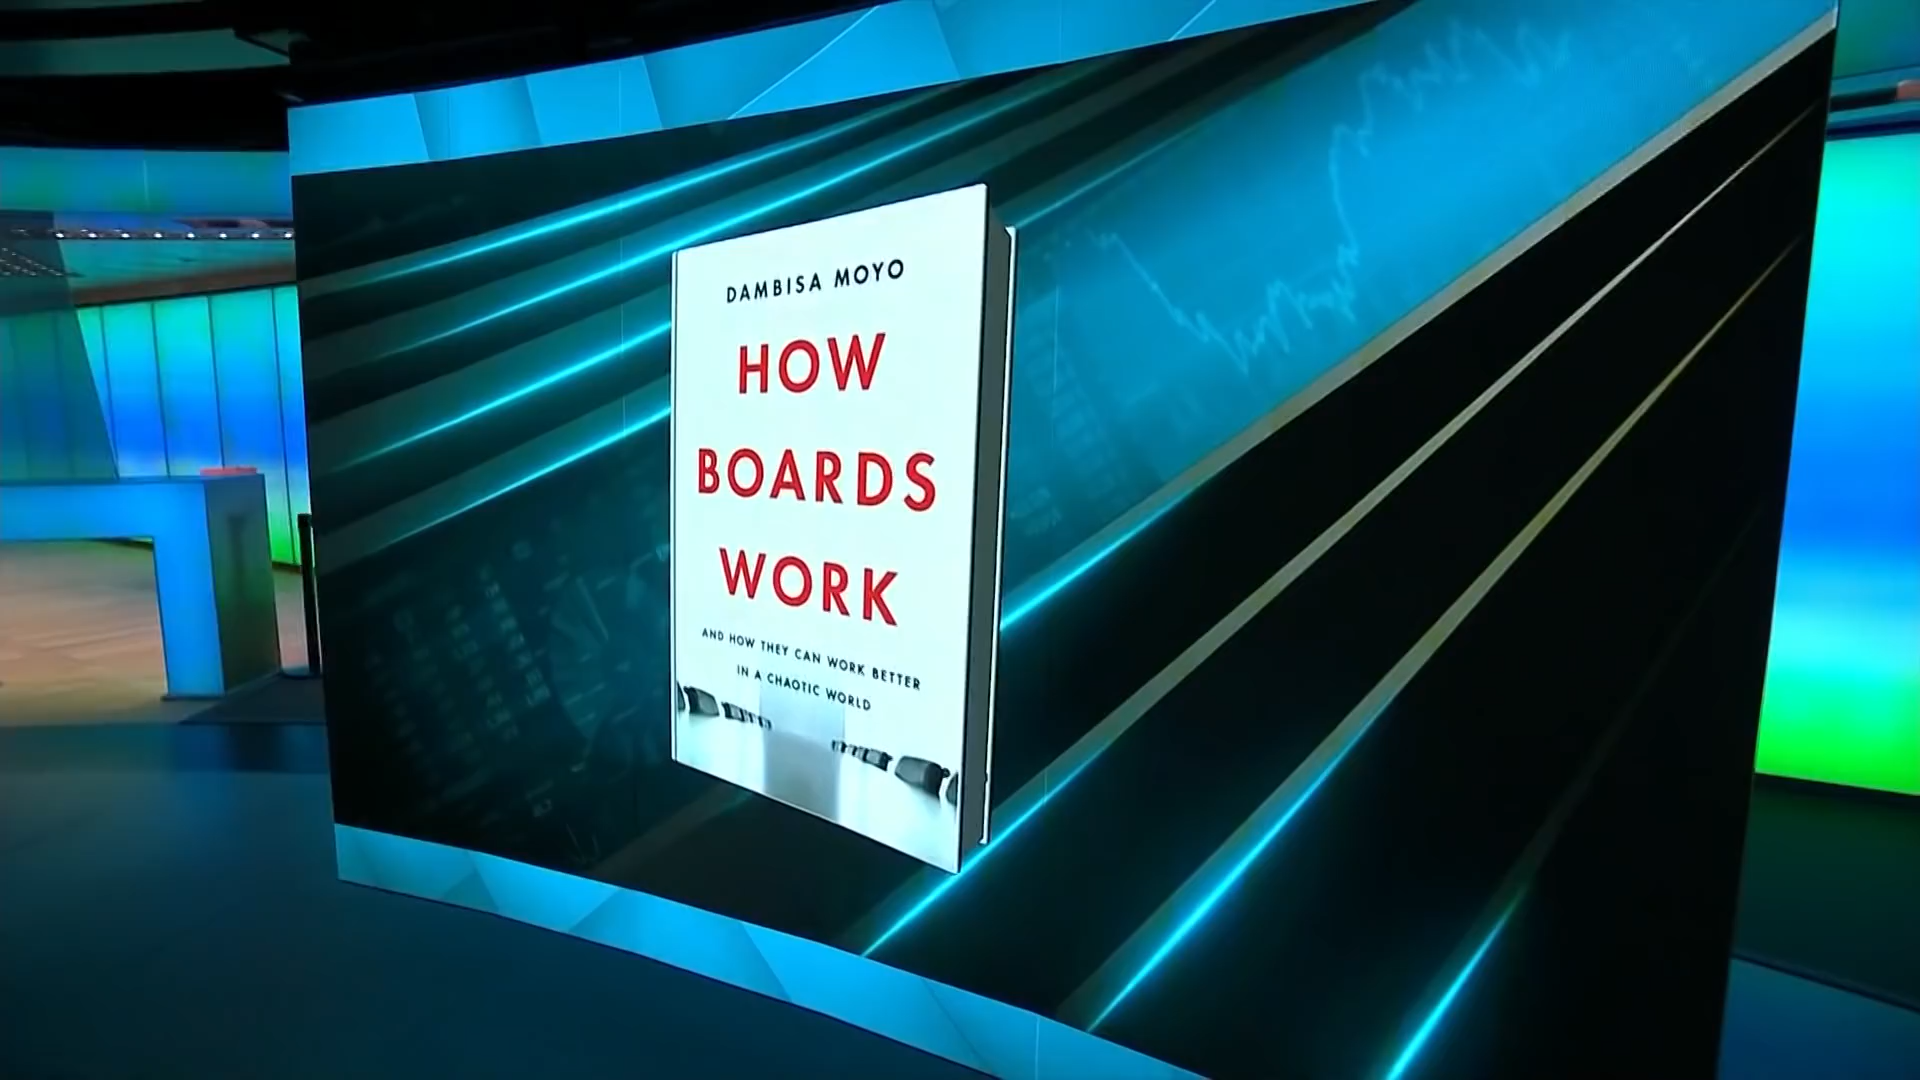 DAMBISA MOYO
HOW
BOARDS
WORK
AND HOW THEY CAN WORK BETTER
IN A CHAOTIC WORLD